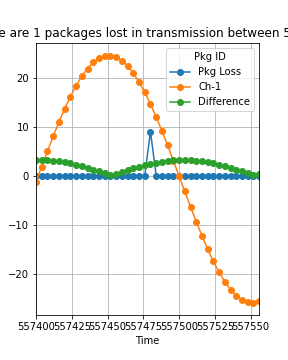 e are 1 packages lost in transmission between 5
Pkg ID
Pkg Loss
Ch-1
Difference
20
10
0
−10
−20
557400 557425 557450 557475 557500 557525 557550
Time